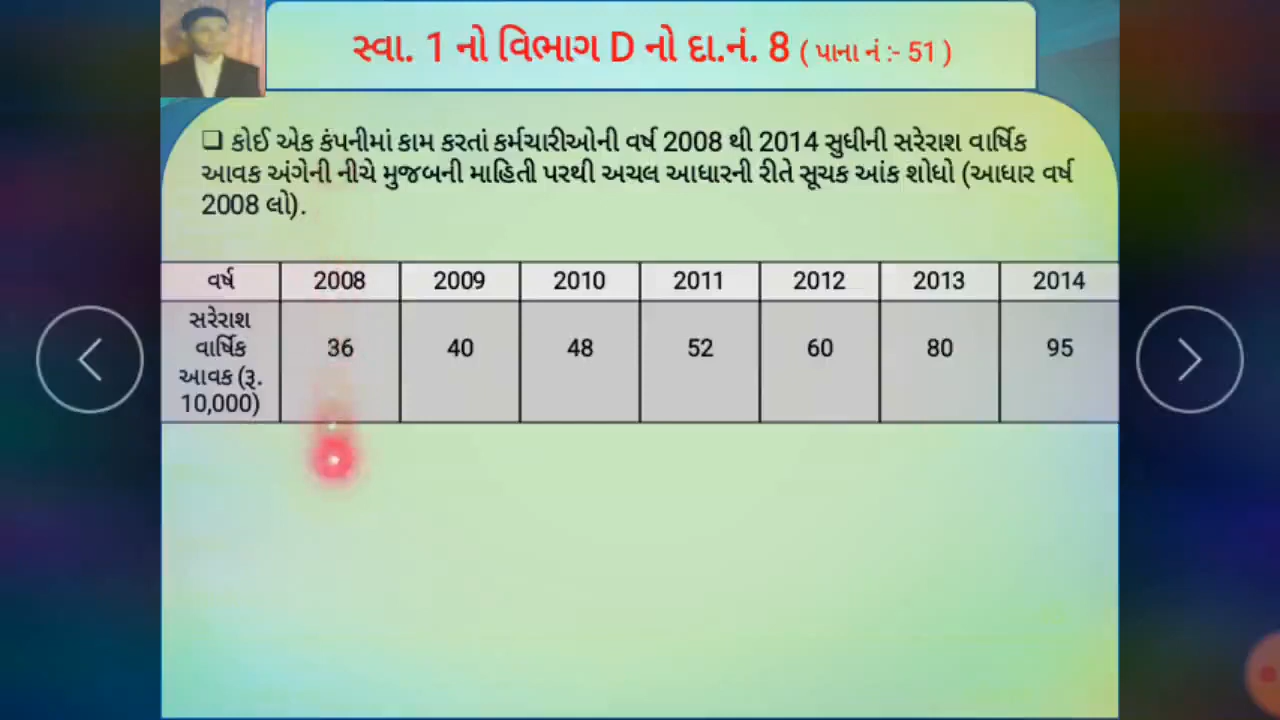 સ્વા. 1 નો વિભાગ D નો દા.નં. 8 ( પાના નં :- 51 )
❑ કોઈ એક કંપનીમાં કામ કરતાં કર્મચારીઓની વર્ષ 2008 થી 2014 સુધીની સરેરાશ વાર્ષિક
આવક અંગેની નીચે મુજબની માહિતી પરથી અચલ આધારની રીતે સૂચક આંક શોધો (આધાર વર્ષ
2008 લો).
વર્ષ 2008 2009 2010 2011 2012 2013 2014
સરેરાશ
વાર્ષિક 36 40 48 52 60 80 95
આવક (રૂ.
10,000)